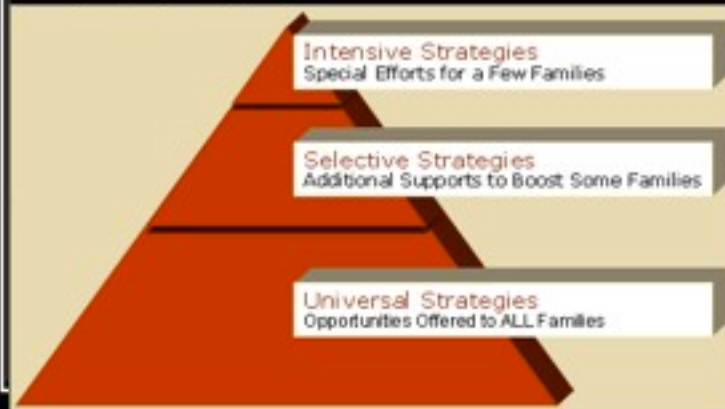 Intensive Strategies
Special Efforts for a Few Families
Selective Strategies
Additional Supports to Boost Some Families
Universal Strategies
Opportunities Offered to ALL Families